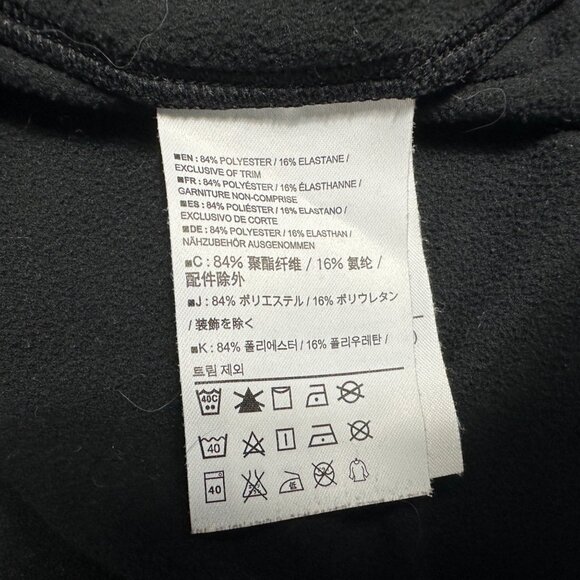 ■EN : 84% POLYESTER / 16% ELASTANE /
EXCLUSIVE OF TRIM
■FR : 84% POLYÉSTER / 16% ÉLASTHANNE /
GARNITURE NON-COMPRISE
■ES : 84% POLIÉSTER / 16% ELASTANO /
EXCLUSIVO DE CORTE
■DE : 84% POLYESTER / 16% ELASTHAN /
NÄHZUBEHÖR AUSGENOMMEN
■C : 84% 聚酯纤维 / 16% 氨纶 /
配件除外
■J : 84% ポリエステル / 16% ポリウレタン
/ 装飾を除く
■K : 84% 폴리에스터 / 16% 폴리우레탄 /
트림 제외
40C
40
40 低